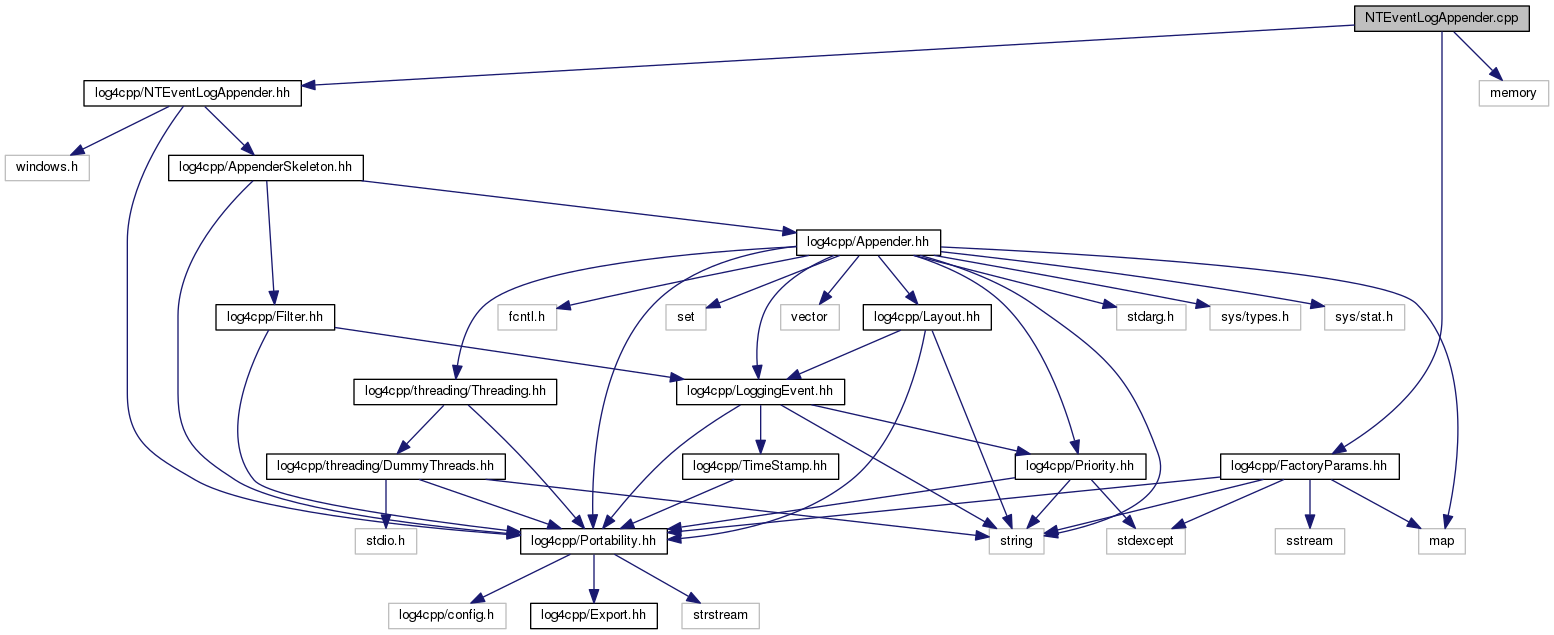 NTEventLogAppender.cpp
log4cpp/NTEventLogAppender.hh
memory
windows.h
log4cpp/AppenderSkeleton.hh
log4cpp/Appender.hh
log4cpp/Filter.hh
fcntl.h
set
vector
log4cpp/Layout.hh
stdarg.h
sys/types.h
sys/stat.h
log4cpp/threading/Threading.hh
log4cpp/LoggingEvent.hh
log4cpp/threading/DummyThreads.hh
log4cpp/TimeStamp.hh
log4cpp/Priority.hh
log4cpp/FactoryParams.hh
stdio.h
log4cpp/Portability.hh
string
stdexcept
sstream
map
log4cpp/config.h
log4cpp/Export.hh
strstream